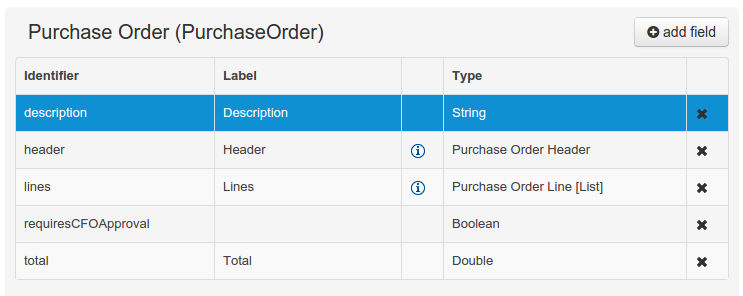 Purchase Order (PurchaseOrder)
add field
Identifier Label Type
description Description String
header Header Purchase Order Header
lines Lines Purchase Order Line [List]
requiresCFOApproval Boolean
total Total Double